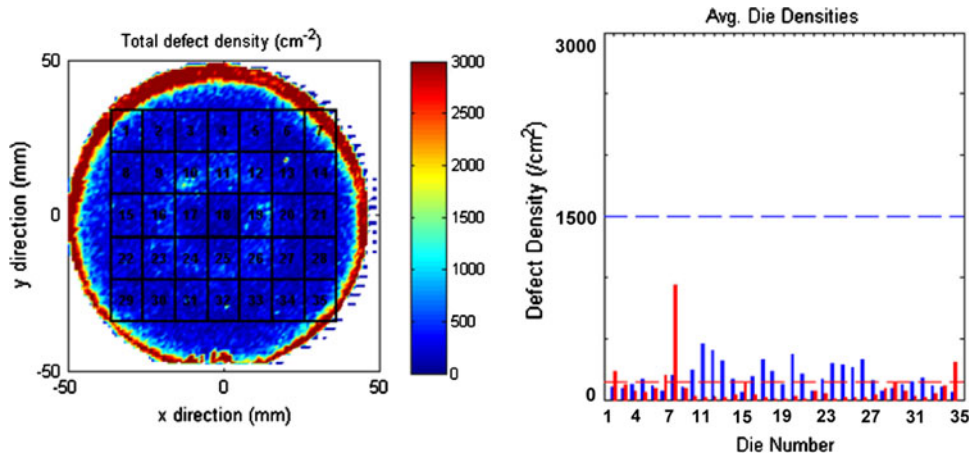 Total defect density (cm-2)
50
0
-50
y direction (mm)
-50 0 50
x direction (mm)
1 2 3 4 5 6 7
8 9 10 11 12 13 14
15 16 17 18 19 20 21
22 23 24 25 26 27 28
29 30 31 32 33 34 35
3000
2500
2000
1500
1000
500
0
Avg. Die Densities
3000
1500
0
Defect Density (/cm2)
1 4 7 11 15 19 23 27 31 35
Die Number